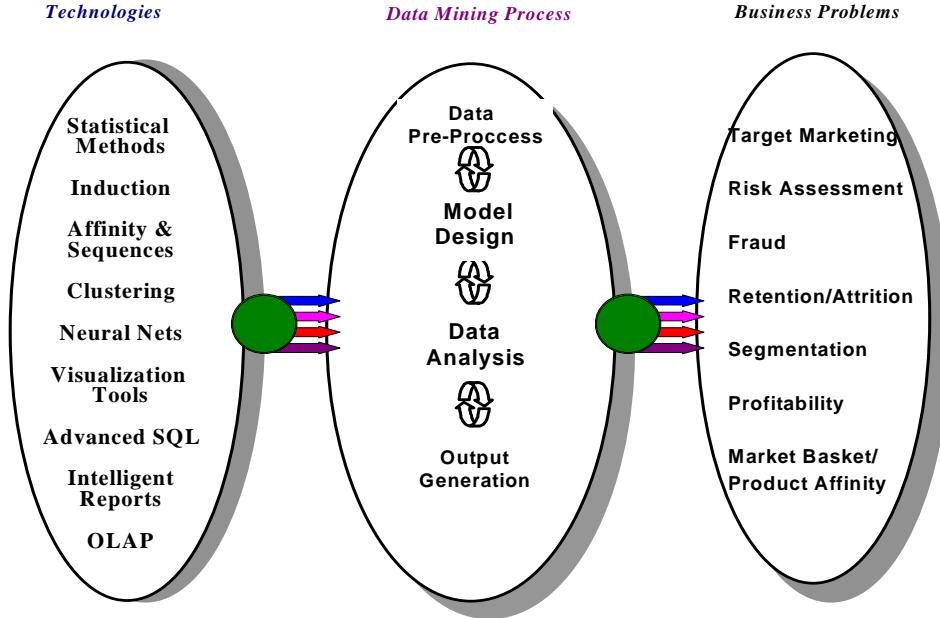 Technologies
Data Mining Process
Business Problems
Statistical
Methods
Induction
Affinity &
Sequences
Clustering
Neural Nets
Visualization
Tools
Advanced SQL
Intelligent
Reports
OLAP
Data
Pre-Proccess
Model
Design
Data
Analysis
Output
Generation
Target Marketing
Risk Assessment
Fraud
Retention/Attrition
Segmentation
Profitability
Market Basket/
Product Affinity